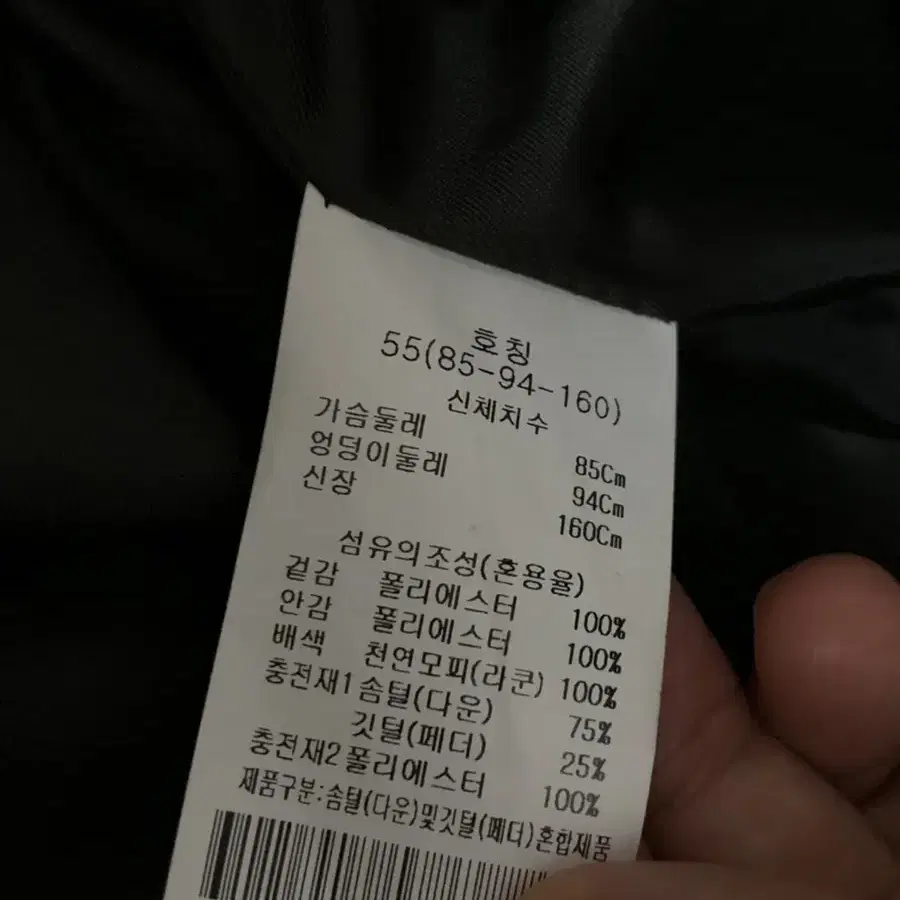 호칭
55(85-94-160)
신체치수
가슴둘레 85Cm
엉덩이둘레 94Cm
신장 160Cm
섬유의조성(혼용율)
겉감 폴리에스터 100%
안감 폴리에스터 100%
배색 천연모피(라쿤) 100%
충전재1 솜털(다운) 75%
깃털(페더) 25%
충전재2 폴리에스터 100%
제품구분:솜털(다운)및깃털(페더)혼합제품